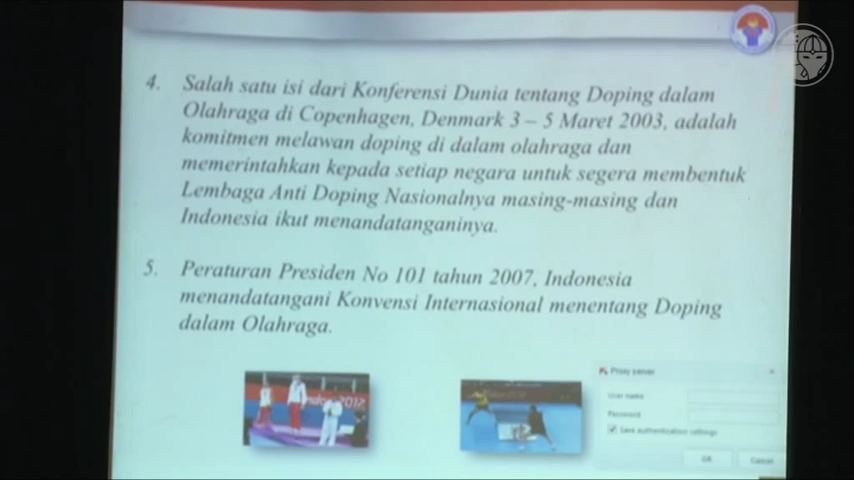 4. Salah satu isi dari Konferensi Dunia tentang Doping dalam
Olahraga di Copenhagen, Denmark 3 – 5 Maret 2003, adalah
komitmen melawan doping di dalam olahraga dan
memerintahkan kepada setiap negara untuk segera membentuk
Lembaga Anti Doping Nasionalnya masing-masing dan
Indonesia ikut menandatanganinya.
5. Peraturan Presiden No 101 tahun 2007, Indonesia
menandatangani Konvensi Internasional menentang Doping
dalam Olahraga.
2012
Proxy server
User name
Password
Save authentication settings
OK Cancel